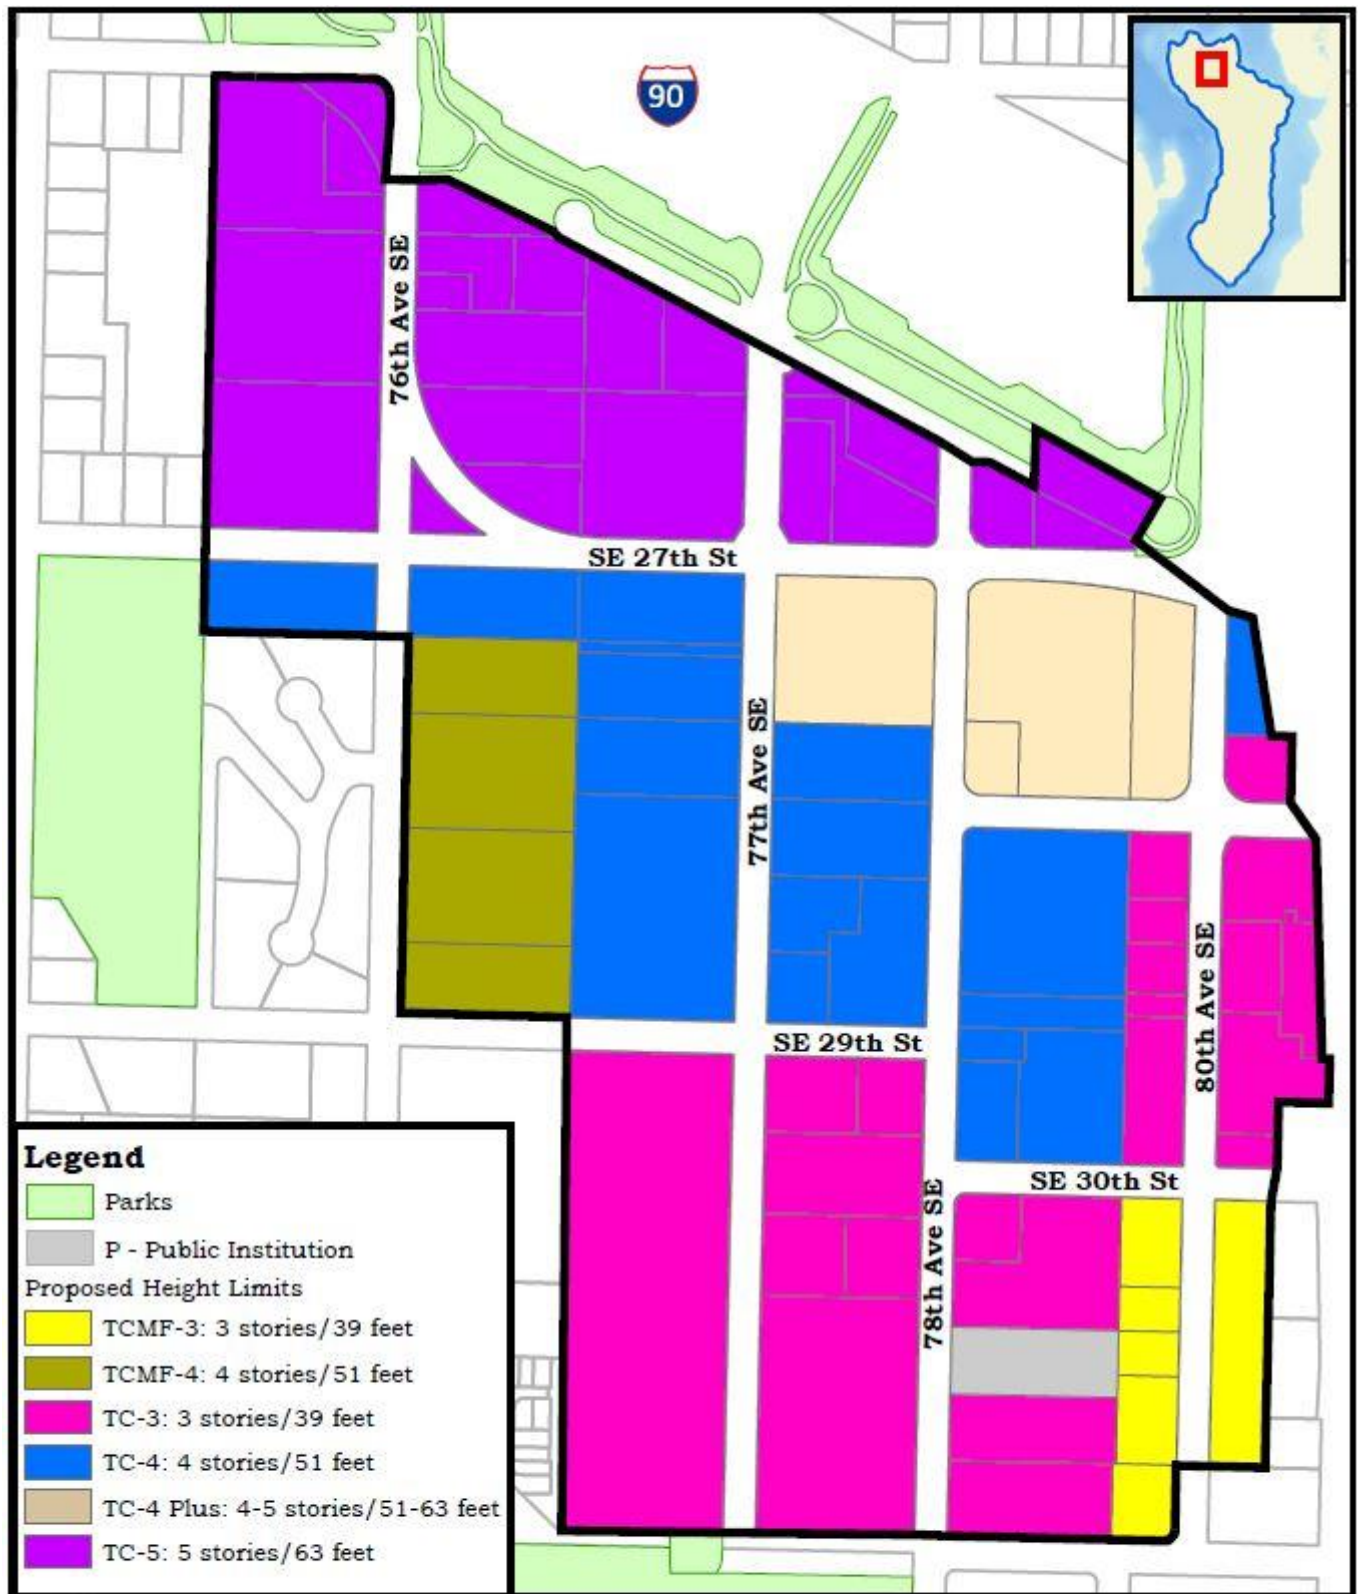 90
76th Ave SE
SE 27th St
77th Ave SE
80th Ave SE
SE 29th St
SE 30th St
78th Ave SE
Legend
Parks
P - Public Institution
Proposed Height Limits
TCMF-3: 3 stories/39 feet
TCMF-4: 4 stories/51 feet
TC-3: 3 stories/39 feet
TC-4: 4 stories/51 feet
TC-4 Plus: 4-5 stories/51-63 feet
TC-5: 5 stories/63 feet